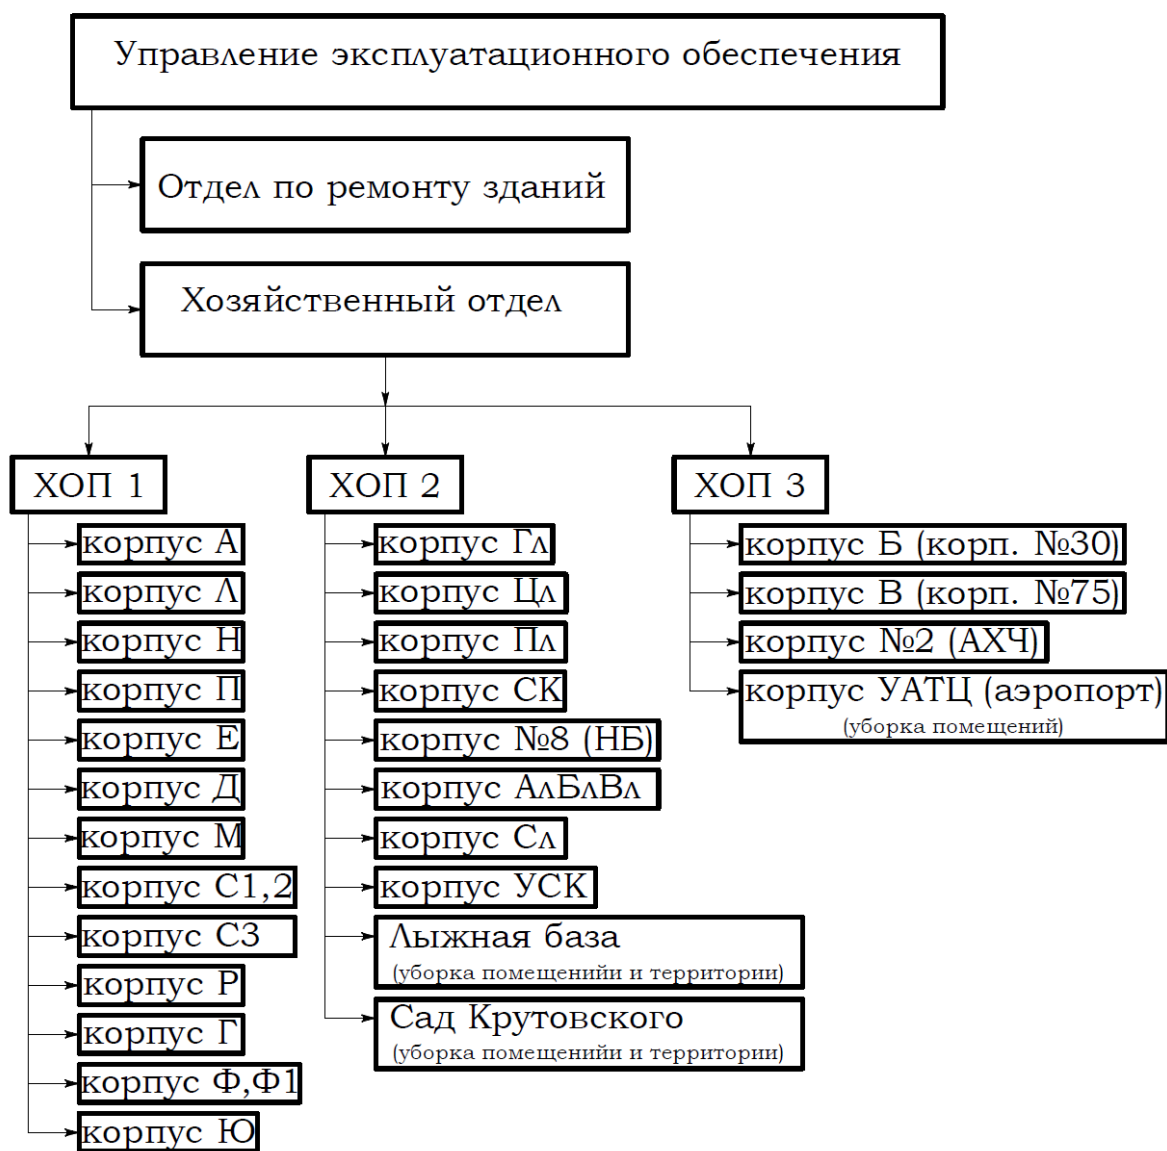 Управление эксплуатационного обеспечения
Отдел по ремонту зданий
Хозяйственный отдел
ХОП 1
корпус А
корпус Л
корпус Н
корпус П
корпус Е
корпус Д
корпус М
корпус С1,2
корпус С3
корпус Р
корпус Г
корпус Ф,Ф1
корпус Ю
ХОП 2
корпус Гл
корпус Цл
корпус Пл
корпус СК
корпус №8 (НБ)
корпус АлБлВл
корпус Сл
корпус УСК
Лыжная база
(уборка помещенийи и территории)
Сад Крутовского
(уборка помещенийи и территории)
ХОП 3
корпус Б (корп. №30)
корпус В (корп. №75)
корпус №2 (АХЧ)
корпус УАТЦ (аэропорт)
(уборка помещений)